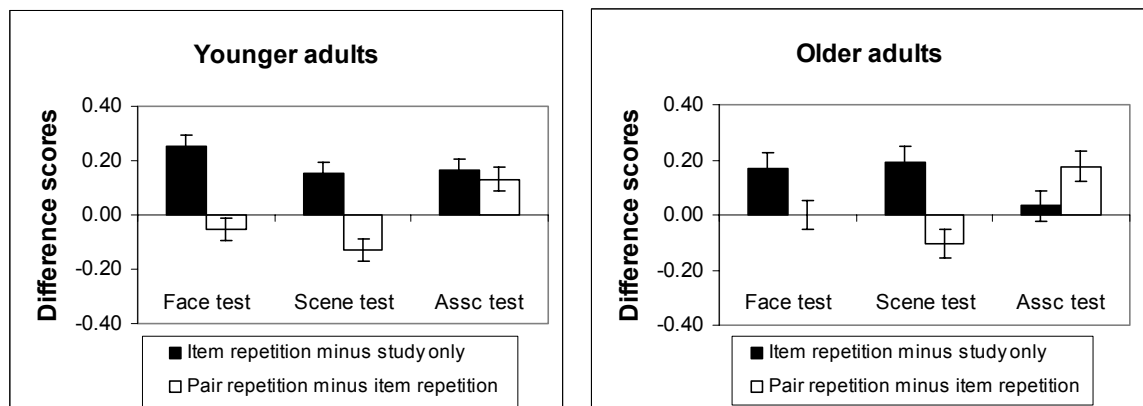 Younger adults
Difference scores
0.40
0.20
0.00
-0.20
-0.40
Face test Scene test Assc test
Item repetition minus study only
Pair repetition minus item repetition
Older adults
Difference scores
0.40
0.20
0.00
-0.20
-0.40
Face test Scene test Assc test
Item repetition minus study only
Pair repetition minus item repetition